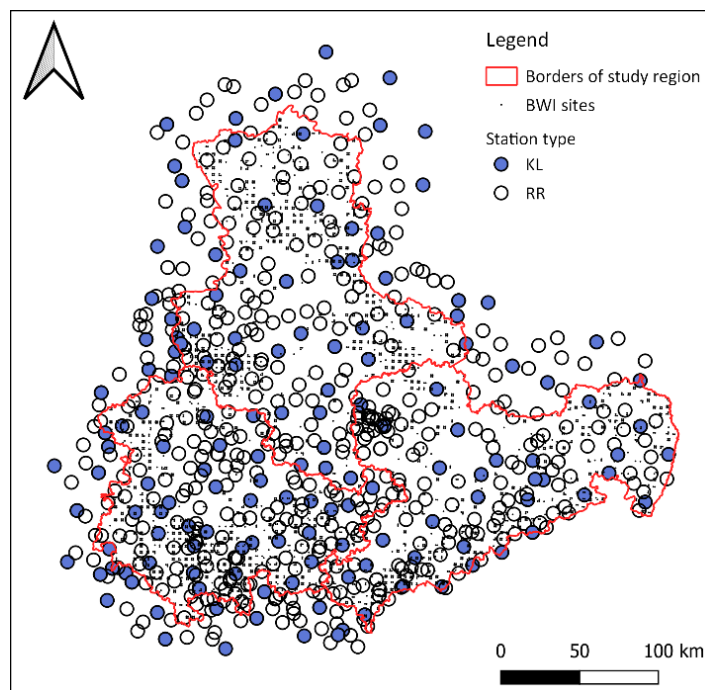 Legend
Borders of study region
BWI sites
Station type
KL
RR
0 50 100 km